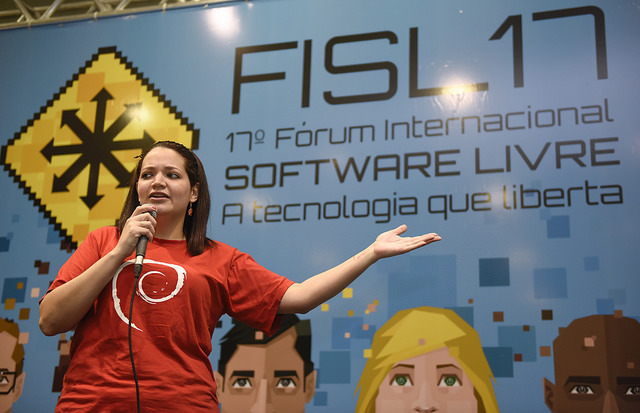 FISL17
17º Fórum Internacional
SOFTWARE LIVRE
A tecnologia que liberta